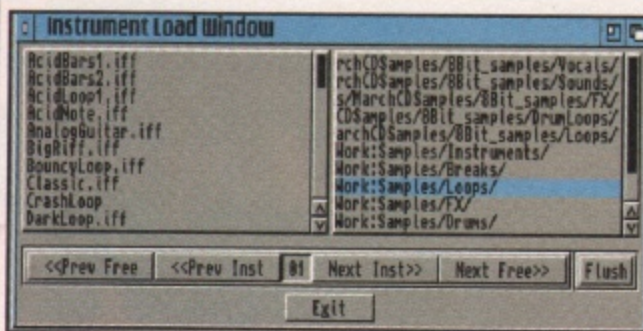 Instrument Load Window
AcidBars1.iff
AcidBars2.iff
AcidLoop1.iff
AcidNote.iff
AnalogGuitar.iff
BigRiff.iff
BouncyLoop.iff
Classic.iff
CrashLoop
DarkLoop.iff
rchCDSamples/8Bit_samples/Vocals/
rchCDSamples/8Bit_samples/Sounds/
s/MarchCDSamples/8Bit_samples/FX/
CDSamples/8Bit_samples/DrumLoops/
archCDSamples/8Bit_samples/Loops/
Work:Samples/Instruments/
Work:Samples/Breaks/
Work:Samples/Loops/
Work:Samples/FX/
Work:Samples/Drums/
<<Prev Free <<Prev Inst 01 Next Inst>> Next Free>> Flush
Exit